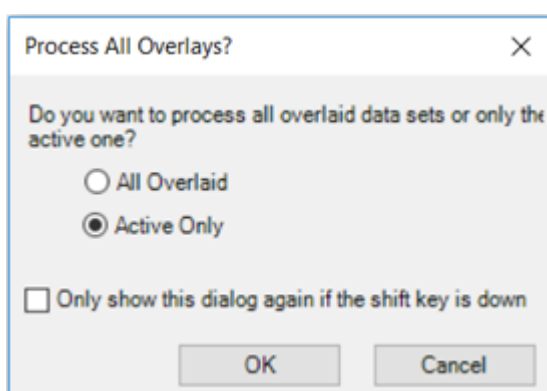 Process All Overlays?
Do you want to process all overlaid data sets or only the
active one?
All Overlaid
Active Only
Only show this dialog again if the shift key is down
OK Cancel